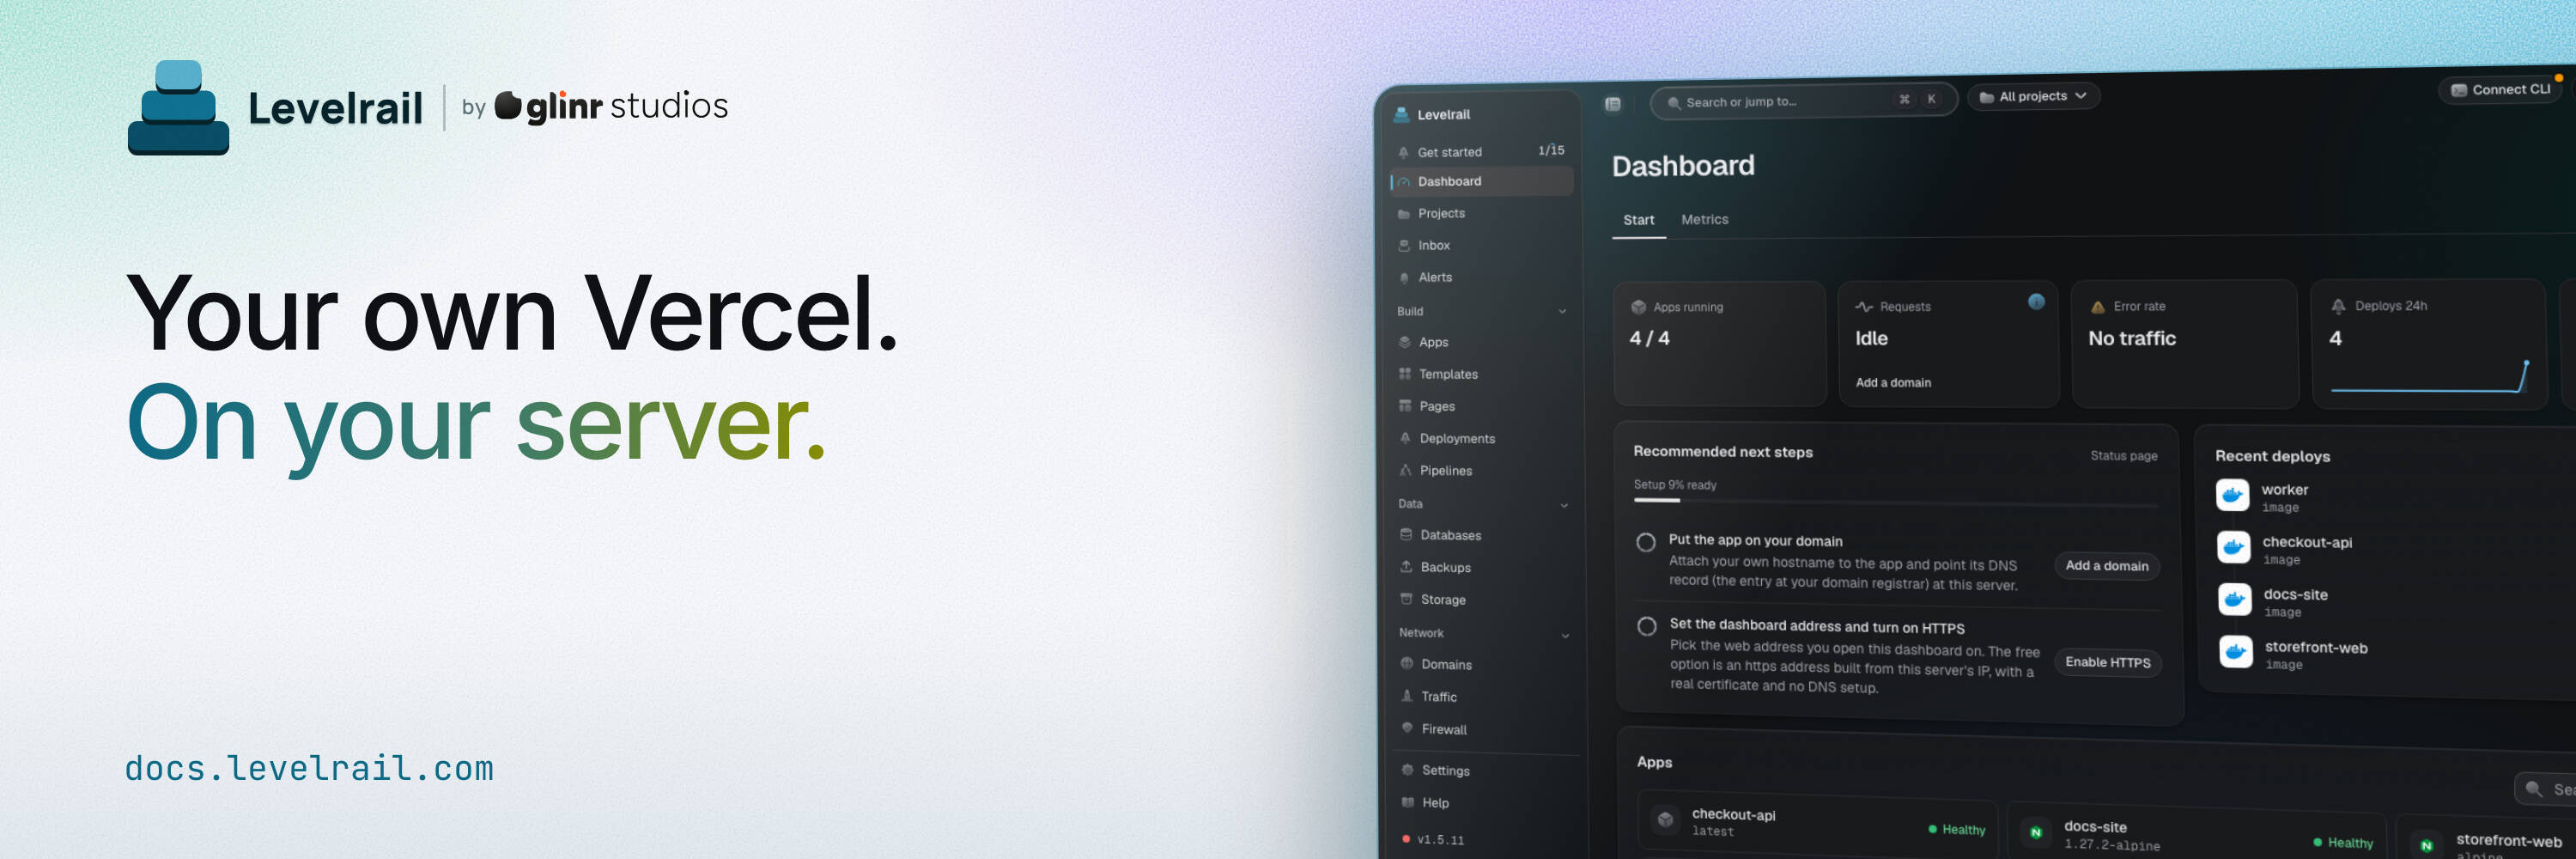 Levelrail
by glinr studios
Your own Vercel.
On your server.
docs.levelrail.com
Levelrail
Get started 1/15
Dashboard
Projects
Inbox
Alerts
Build
Apps
Templates
Pages
Deployments
Pipelines
Data
Databases
Backups
Storage
Network
Domains
Traffic
Firewall
Settings
Help
v1.5.11
Search or jump to... ⌘ K
All projects
Connect CLI
Dashboard
Start Metrics
Apps running
4 / 4
Requests
Idle
Add a domain
Error rate
No traffic
Deploys 24h
4
Recommended next steps Status page
Setup 9% ready
Put the app on your domain
Attach your own hostname to the app and point its DNS
record (the entry at your domain registrar) at this server.
Add a domain
Set the dashboard address and turn on HTTPS
Pick the web address you open this dashboard on. The free
option is an https address built from this server's IP, with a
real certificate and no DNS setup.
Enable HTTPS
Recent deploys
worker
image
checkout-api
image
docs-site
image
storefront-web
image
Apps
checkout-api
latest
Healthy
docs-site
1.27.2-alpine
Healthy
storefront-web